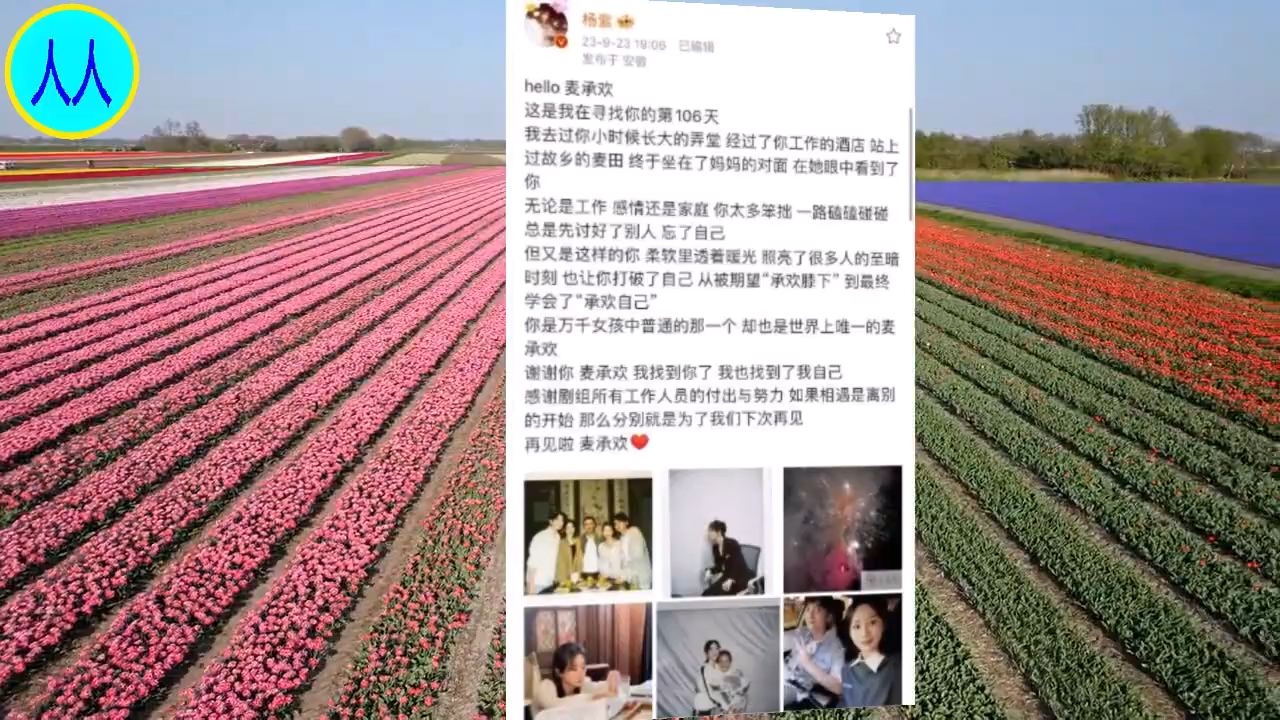 23-9-23 19:06 已编辑
发布于 安徽
hello 麦承欢
这是我在寻找你的第106天
我去过你小时候长大的弄堂 经过了你工作的酒店 站上
过故乡的麦田 终于坐在了妈妈的对面 在她眼中看到了
你
无论是工作 感情还是家庭 你太多笨拙 一路磕磕碰碰
总是先讨好了别人 忘了自己
但又是这样的你 柔软里透着暖光 照亮了很多人的至暗
时刻 也让你打破了自己 从被期望“承欢膝下” 到最终
学会了“承欢自己”
你是万千女孩中普通的那一个 却也是世界上唯一的麦
承欢
谢谢你 麦承欢 我找到你了 我也找到了我自己
感谢剧组所有工作人员的付出与努力 如果相遇是离别
的开始 那么分别就是为了我们下次再见
再见啦 麦承欢❤️